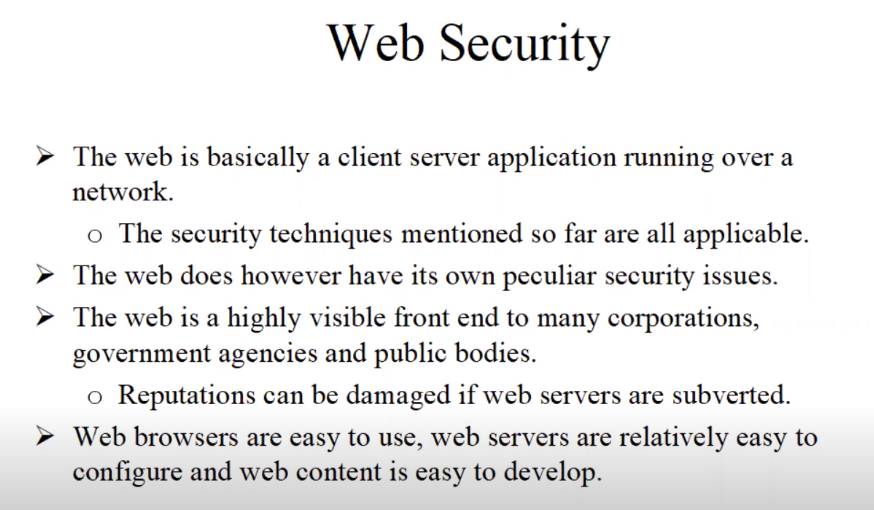 Web Security
➢ The web is basically a client server application running over a
network.
o The security techniques mentioned so far are all applicable.
➢ The web does however have its own peculiar security issues.
➢ The web is a highly visible front end to many corporations,
government agencies and public bodies.
o Reputations can be damaged if web servers are subverted.
➢ Web browsers are easy to use, web servers are relatively easy to
configure and web content is easy to develop.